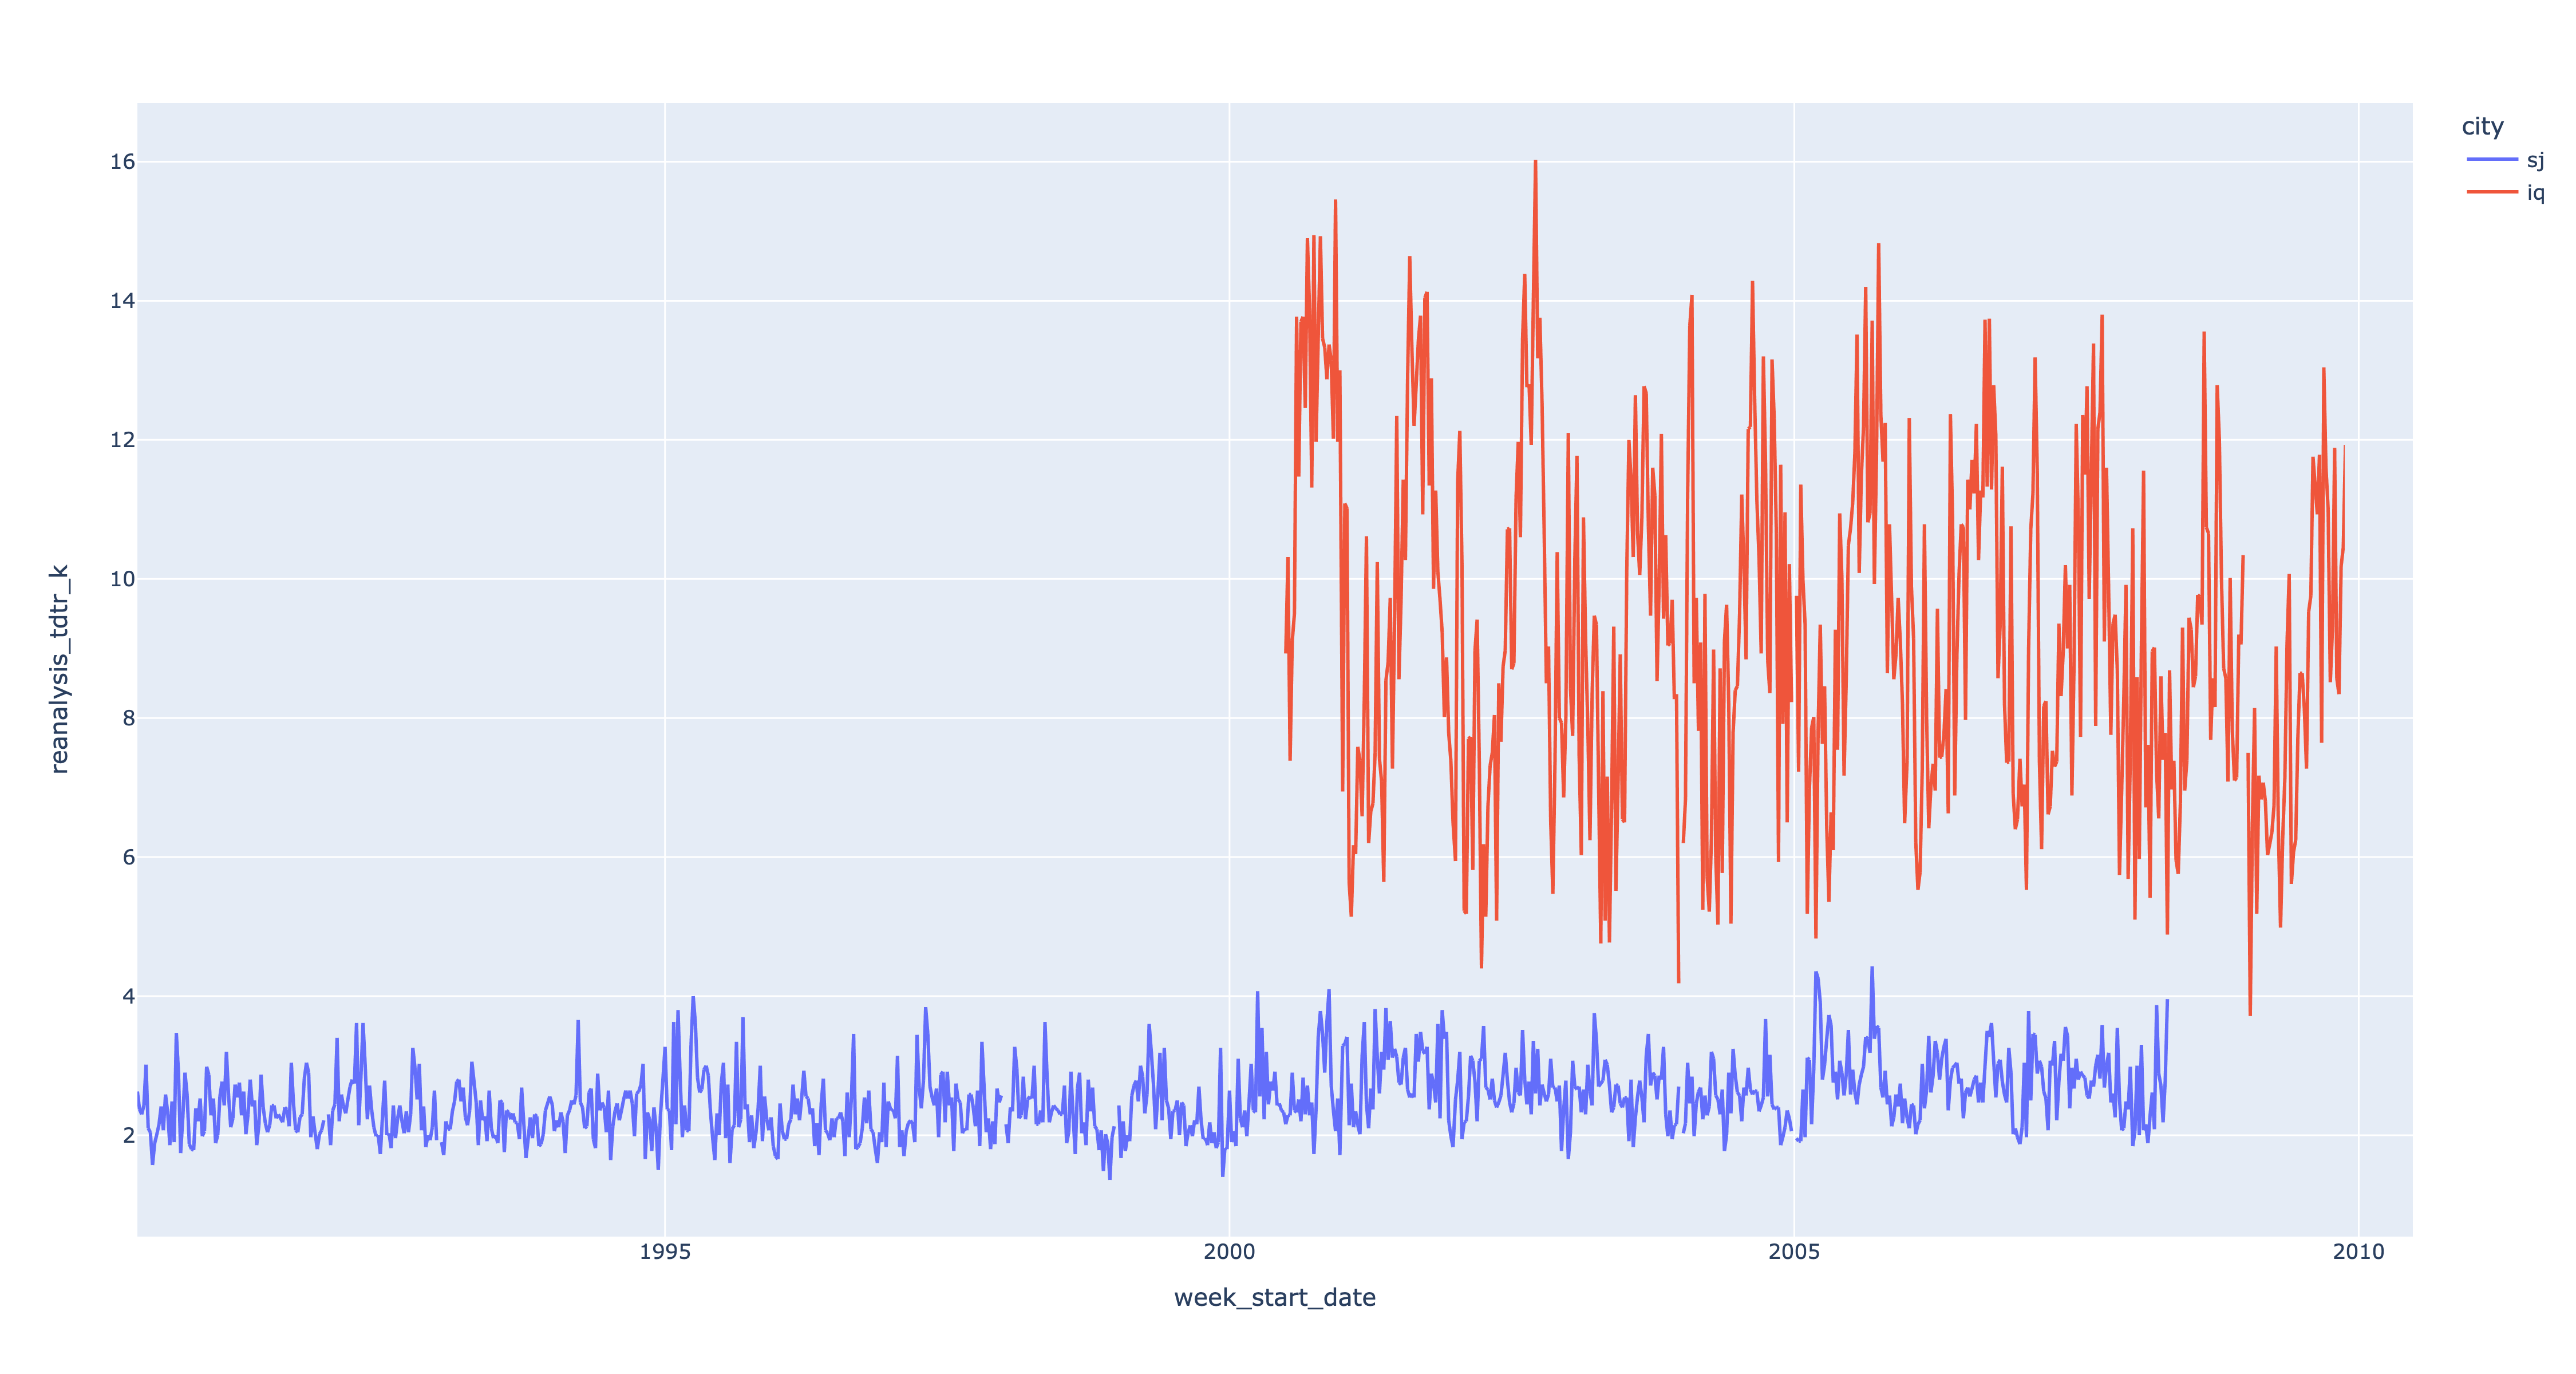 city
sj
iq
16
14
12
10
8
6
4
2
reanalysis_tdtr_k
1995
2000
2005
2010
week_start_date